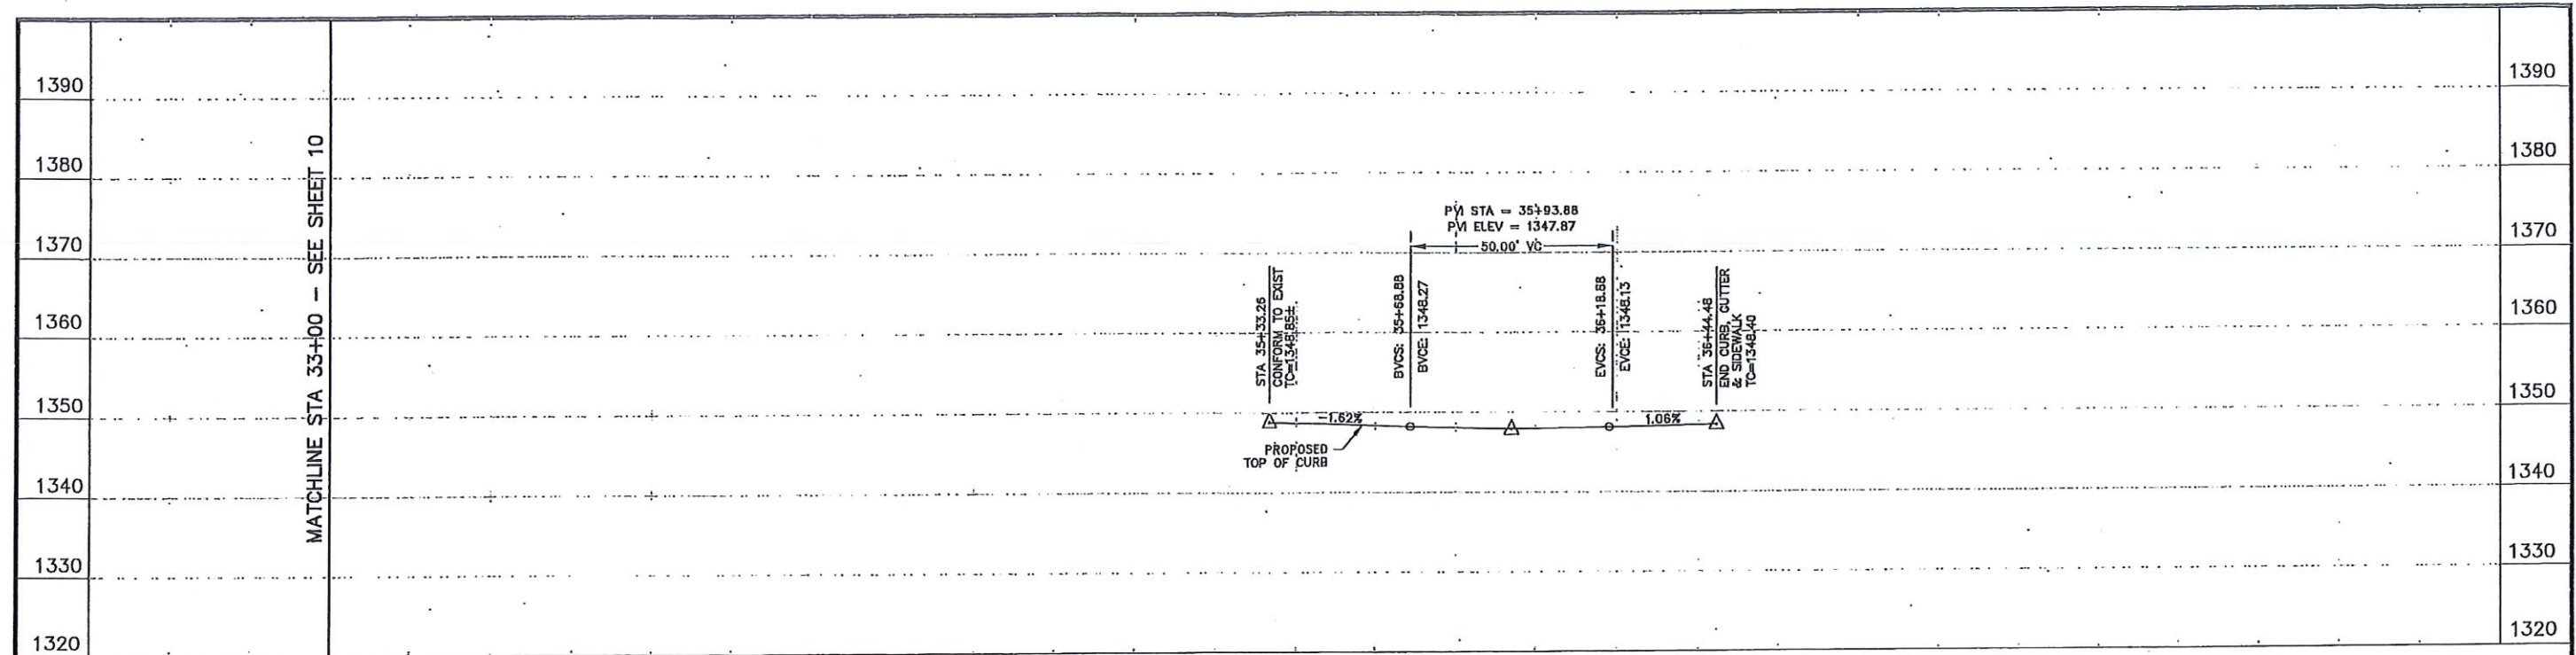 1390
1380
1370
1360
1350
1340
1330
1320
MATCHLINE STA 33+00 - SEE SHEET 10
PVI STA = 35+93.88
PVI ELEV = 1347.87
50.00' VC
STA 35+33.26
CONFORM TO EXIST
TC=1348.85±
BVCS: 35+68.88
BVCE: 1348.27
EVCS: 36+18.88
EVCE: 1348.13
STA 36+44.48
END CURB, GUTTER
& SIDEWALK
TC=1348.40
-1.62%
1.06%
PROPOSED
TOP OF CURB
1390
1380
1370
1360
1350
1340
1330
1320